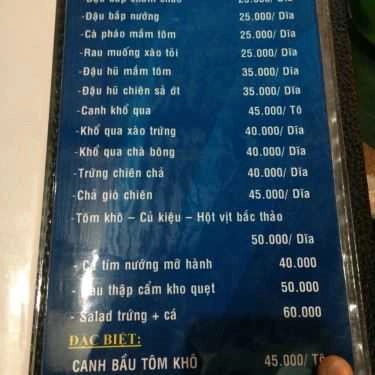 -Đậu bắp nướng 25.000/ Dĩa
-Cà pháo mắm tôm 25.000/ Dĩa
-Rau muống xào tỏi 25.000/ Dĩa
-Đậu hũ mắm tôm 35.000/ Dĩa
-Đậu hũ chiên sả ớt 35.000/ Dĩa
-Canh khổ qua 45.000/ Tô
-Khổ qua xào trứng 40.000/ Dĩa
-Khổ qua chà bông 40.000/ Dĩa
-Trứng chiên chả 40.000/ Dĩa
-Chả giò chiên 45.000/ Dĩa
-Tôm khô – Củ kiệu – Hột vịt bắc thảo
50.000/ Dĩa
- Cà tím nướng mỡ hành 40.000
- Rau thập cẩm kho quẹt 50.000
- Salad trứng + cá 60.000
ĐẶC BIỆT:
CANH BẦU TÔM KHÔ 45.000/ Tô